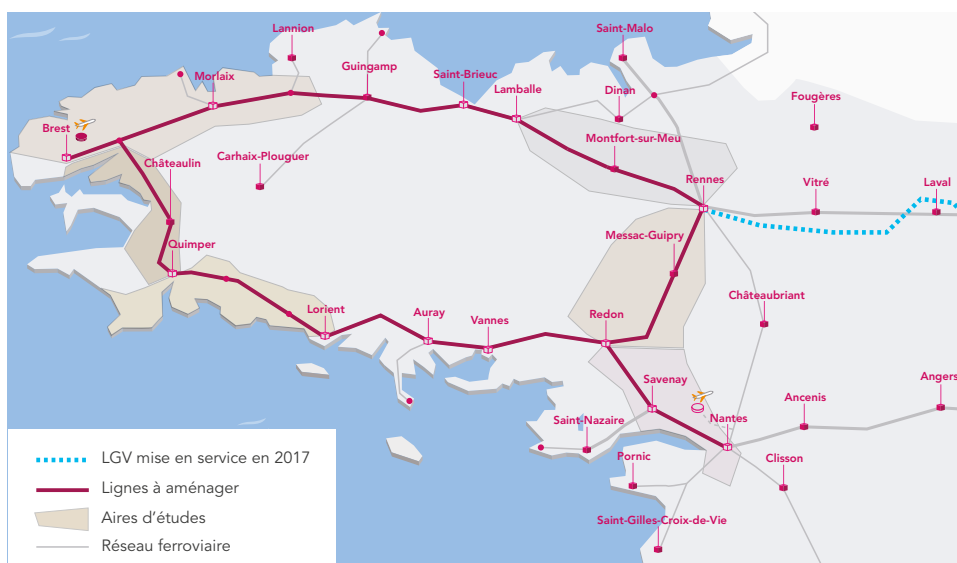 Lannion
Saint-Malo
Morlaix
Guingamp
Saint-Brieuc
Lamballe
Dinan
Fougères
Brest
Châteaulin
Carhaix-Plouguer
Montfort-sur-Meu
Rennes
Vitré
Laval
Quimper
Messac-Guipry
Lorient
Auray
Vannes
Redon
Châteaubriant
Savenay
Saint-Nazaire
Nantes
Ancenis
Angers
Pornic
Clisson
Saint-Gilles-Croix-de-Vie
LGV mise en service en 2017
Lignes à aménager
Aires d'études
Réseau ferroviaire